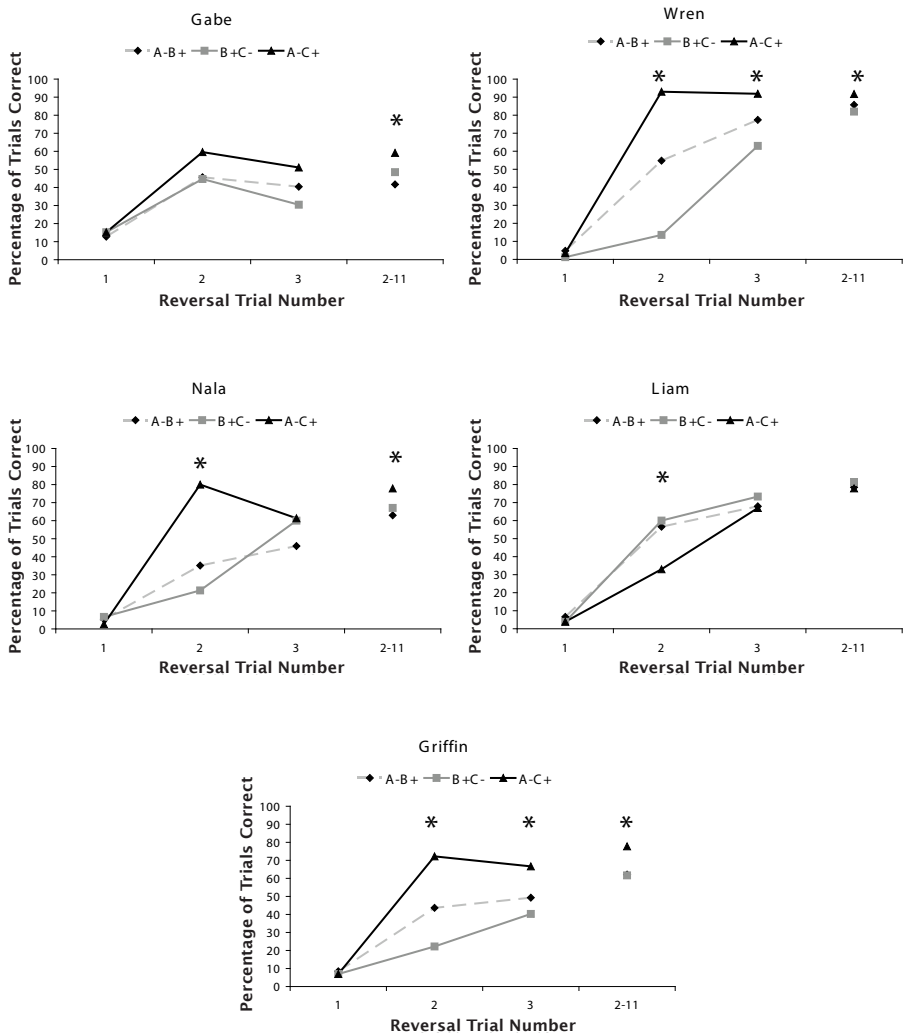 Gabe
A-B+ B+C- A-C+
Percentage of Trials Correct
100
90
80
70
60
50
40
30
20
10
0
*
1 2 3 2-11
Reversal Trial Number
Wren
A-B+ B+C- A-C+
Percentage of Trials Correct
100
90
80
70
60
50
40
30
20
10
0
* * *
1 2 3 2-11
Reversal Trial Number
Nala
A-B+ B+C- A-C+
Percentage of Trials Correct
100
90
80
70
60
50
40
30
20
10
0
* *
1 2 3 2-11
Reversal Trial Number
Liam
A-B+ B+C- A-C+
Percentage of Trials Correct
100
90
80
70
60
50
40
30
20
10
0
*
1 2 3 2-11
Reversal Trial Number
Griffin
A-B+ B+C- A-C+
Percentage of Trials Correct
100
90
80
70
60
50
40
30
20
10
0
* * *
1 2 3 2-11
Reversal Trial Number